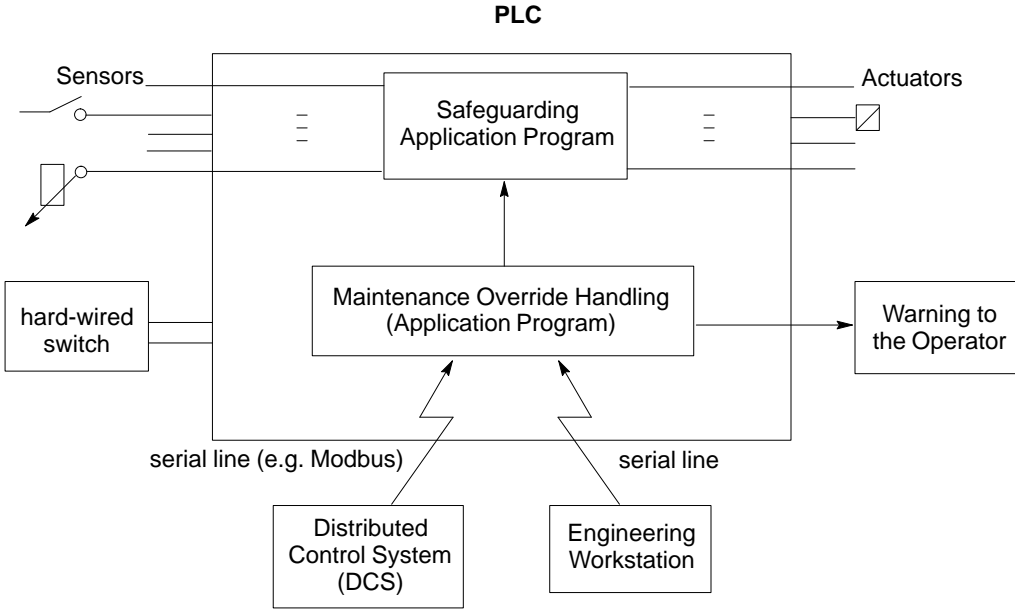 PLC
Sensors
Actuators
Safeguarding
Application Program
Maintenance Override Handling
(Application Program)
hard-wired
switch
Warning to
the Operator
serial line (e.g. Modbus)
serial line
Distributed
Control System
(DCS)
Engineering
Workstation